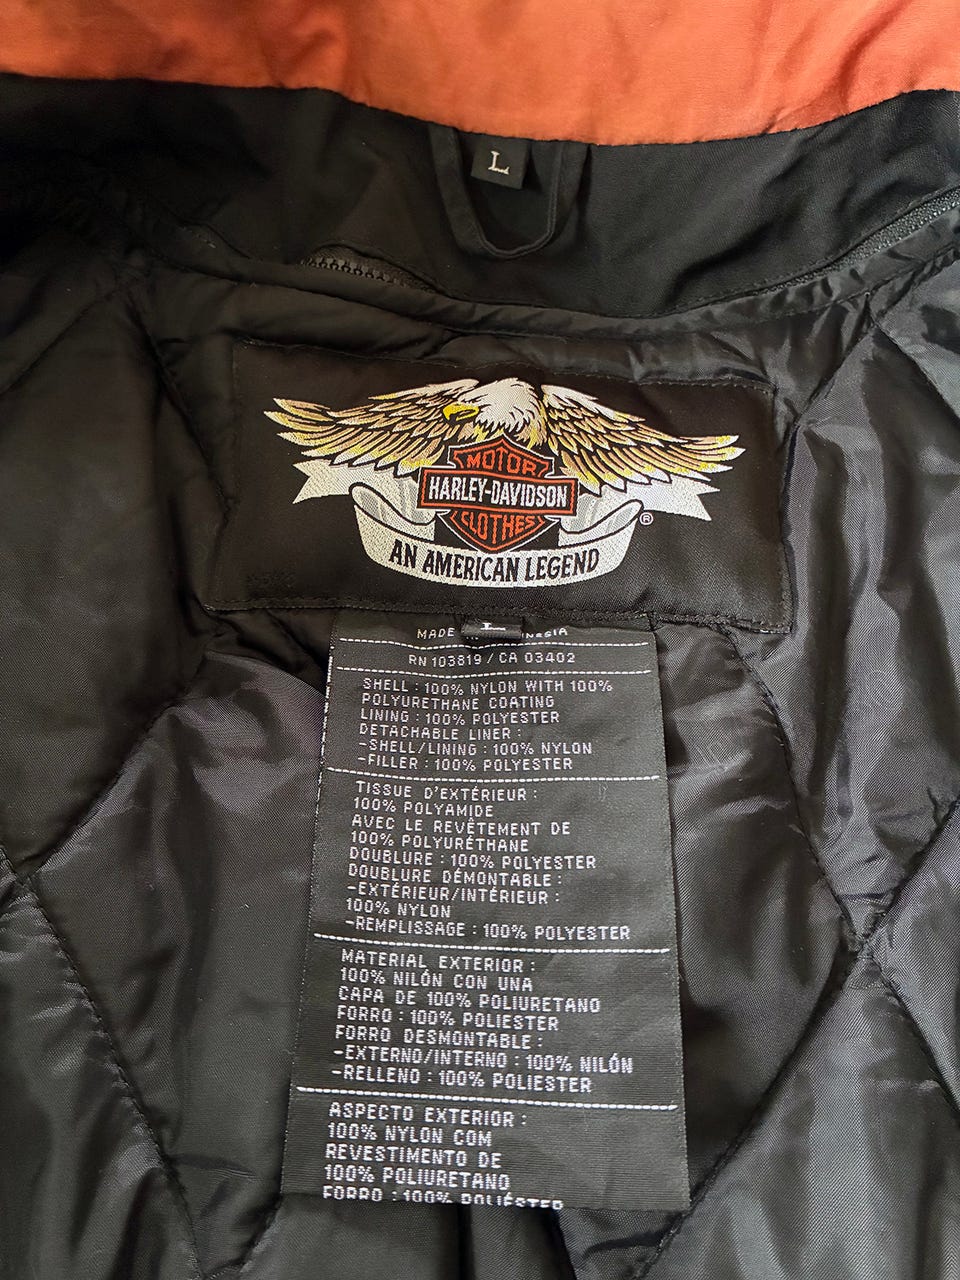 L
MOTOR
HARLEY-DAVIDSON
CLOTHES
®
AN AMERICAN LEGEND
L
MADE
RN 103819 / CA 03402
SHELL : 100% NYLON WITH 100%
POLYURETHANE COATING
LINING : 100% POLYESTER
DETACHABLE LINER :
-SHELL/LINING : 100% NYLON
-FILLER : 100% POLYESTER
TISSUE D'EXTÉRIEUR :
100% POLYAMIDE
AVEC LE REVÊTEMENT DE
100% POLYURÉTHANE
DOUBLURE : 100% POLYESTER
DOUBLURE DÉMONTABLE :
-EXTÉRIEUR/INTÉRIEUR :
100% NYLON
-REMPLISSAGE : 100% POLYESTER
MATERIAL EXTERIOR :
100% NILÓN CON UNA
CAPA DE 100% POLIURETANO
FORRO : 100% POLIESTER
FORRO DESMONTABLE :
-EXTERNO/INTERNO : 100% NILÓN
-RELLENO : 100% POLIESTER
ASPECTO EXTERIOR :
100% NYLON COM
REVESTIMENTO DE
100% POLIURETANO
FORRO : 100% POLIÉSTER